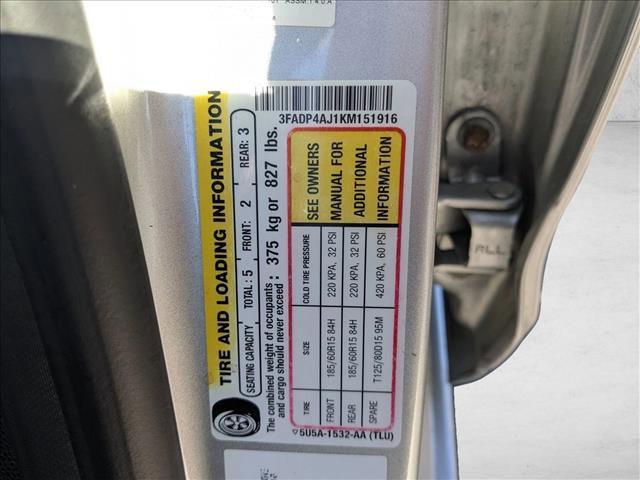 3FADP4AJ1KM151916
TIRE AND LOADING INFORMATION
SEATING CAPACITY TOTAL: 5 FRONT: 2 REAR: 3
The combined weight of occupants : 375 kg or 827 lbs.
and cargo should never exceed
TIRE SIZE COLD TIRE PRESSURE SEE OWNERS
FRONT 185/60R15 84H 220 KPA, 32 PSI MANUAL FOR
REAR 185/60R15 84H 220 KPA, 32 PSI ADDITIONAL
SPARE T125/80D15 95M 420 KPA, 60 PSI INFORMATION
5U5A-1532-AA (TLU)